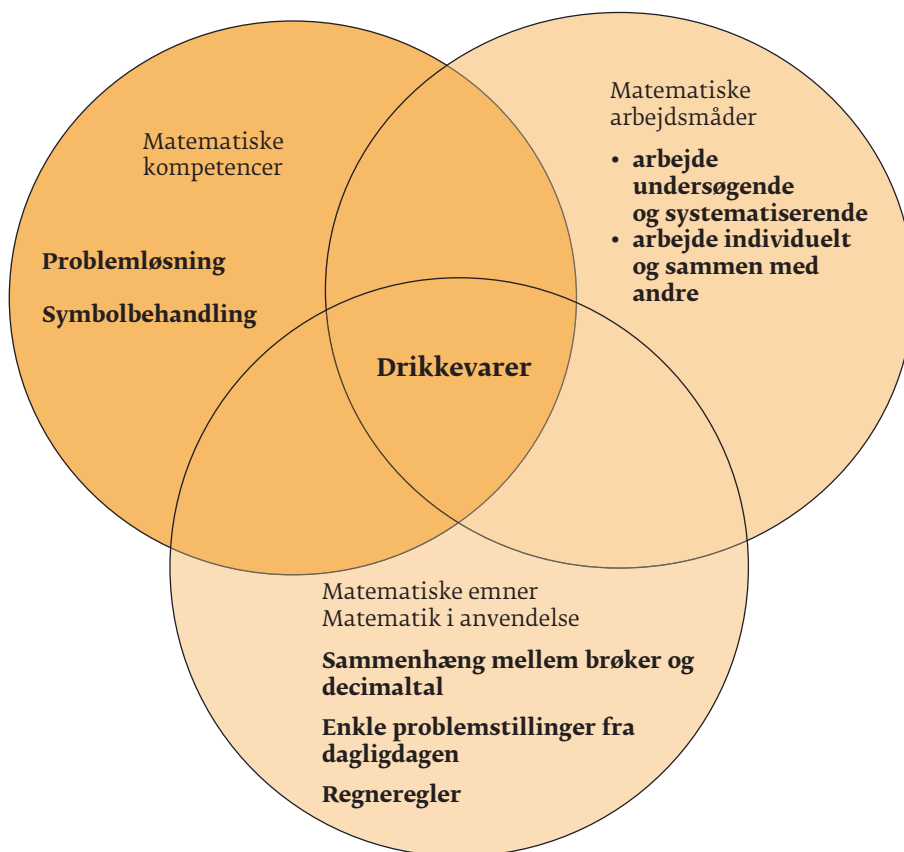 Matematiske
kompetencer
Problemløsning
Symbolbehandling
Matematiske
arbejdsmåder
• arbejde
undersøgende
og systematiserende
• arbejde individuelt
og sammen med
andre
Drikkevarer
Matematiske emner
Matematik i anvendelse
Sammenhæng mellem brøker og
decimaltal
Enkle problemstillinger fra
dagligdagen
Regneregler